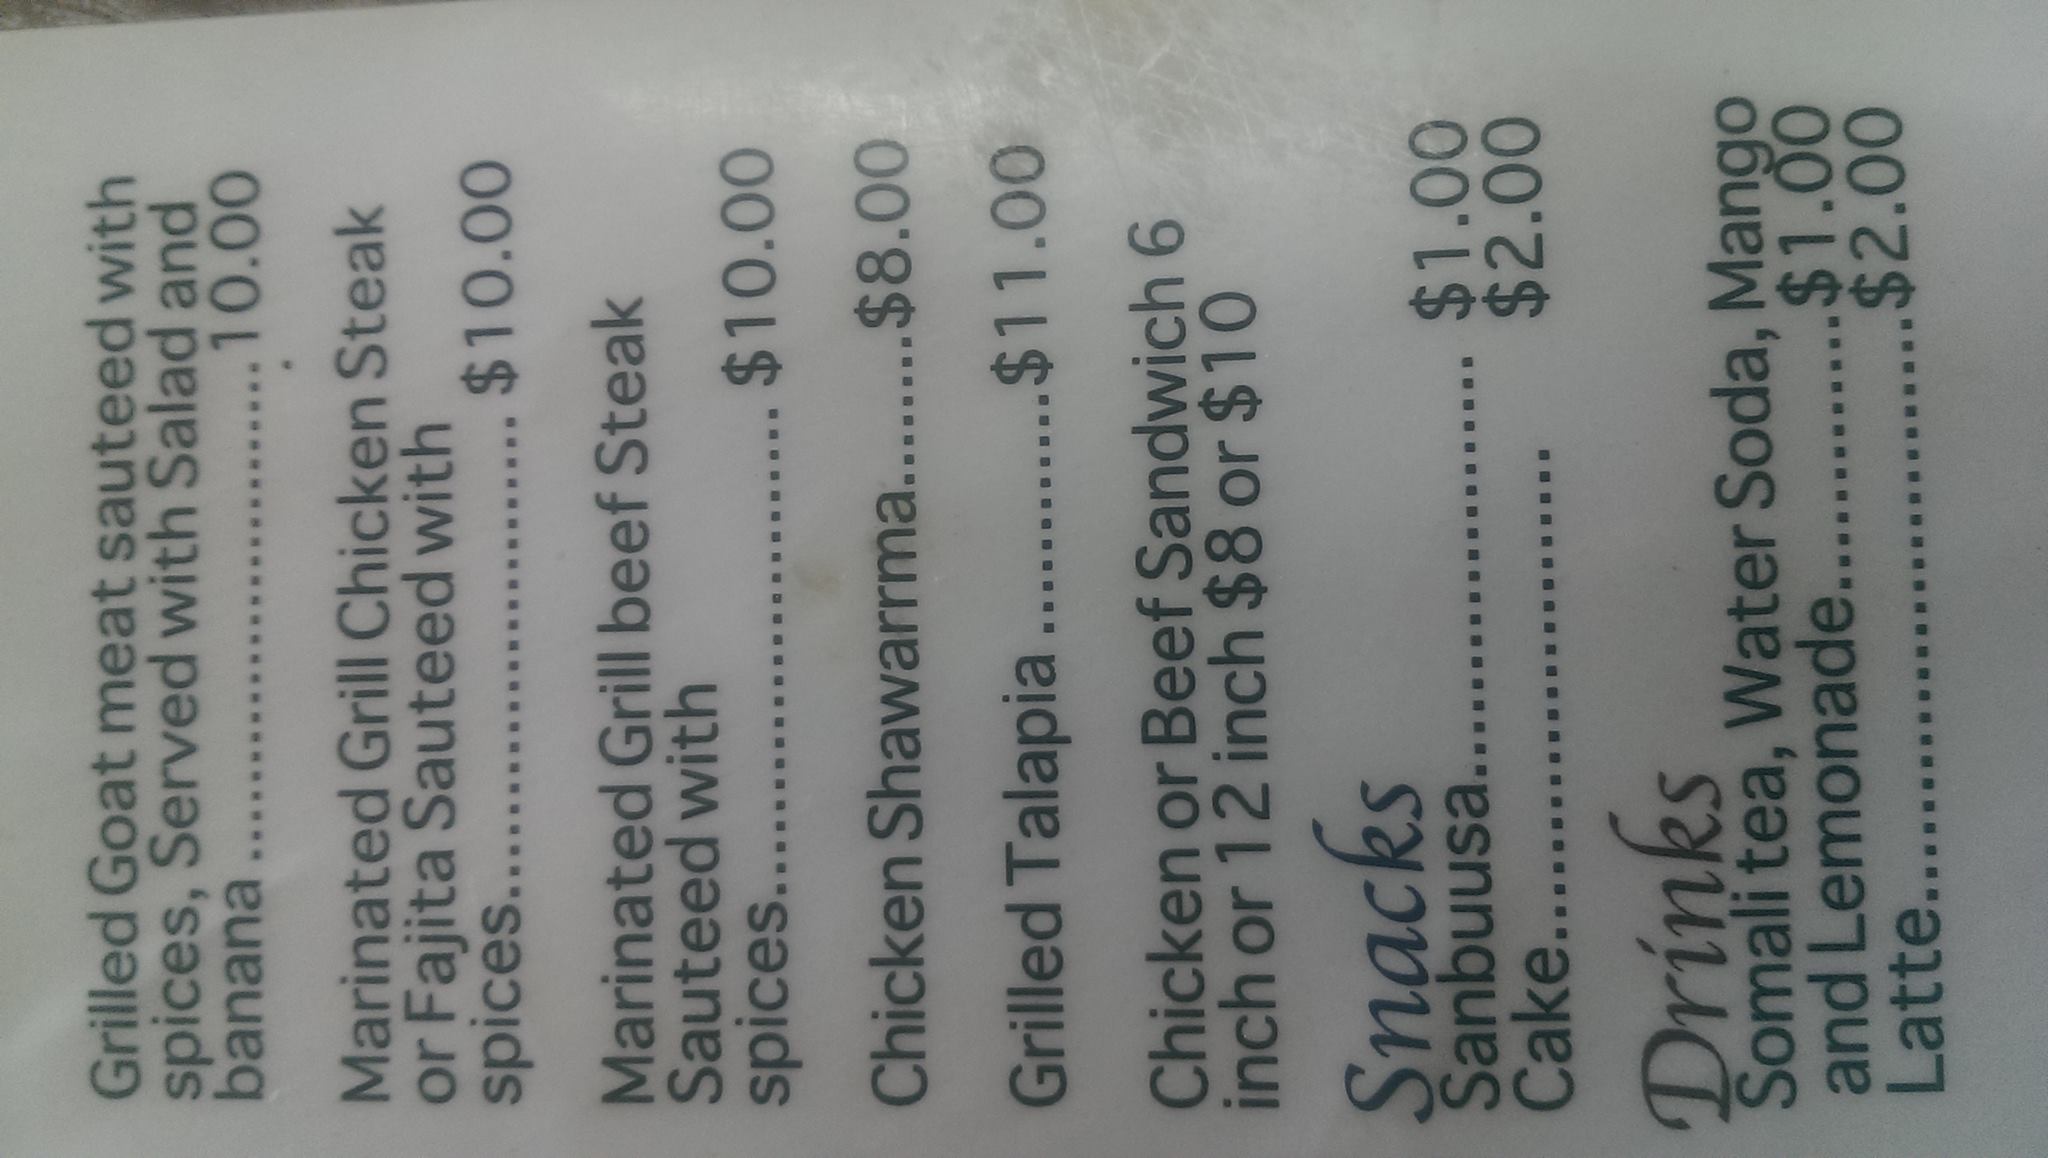 Grilled Goat meat sauteed with
spices, Served with Salad and
banana................................ 10.00
Marinated Grill Chicken Steak
or Fajita Sauteed with
spices................................ $10.00
Marinated Grill beef Steak
Sauteed with
spices................................ $10.00
Chicken Shawarma..........$8.00
Grilled Talapia ................$11.00
Chicken or Beef Sandwich 6
inch or 12 inch $8 or $10
Snacks
Sanbuusa............................ $1.00
Cake................................ $2.00
Drinks
Somali tea, Water Soda, Mango
and Lemonade..................$1.00
Latte......................................$2.00